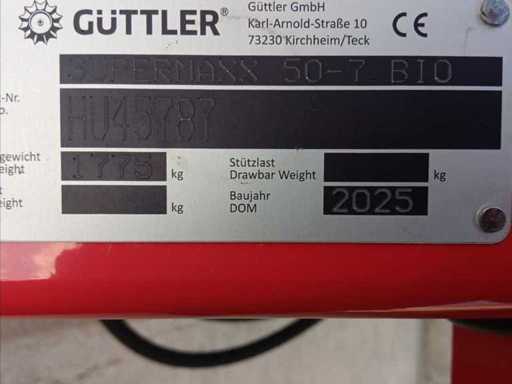 GÜTTLER®
Güttler GmbH
Karl-Arnold-Straße 10
73230 Kirchheim/Teck
CE
SUPERMAXX 50-7 BIO
-Nr.
o.
HU45787
gewicht
eight
1775 kg
Stützlast
Drawbar Weight
kg
t
eight
kg
Baujahr
DOM
2025